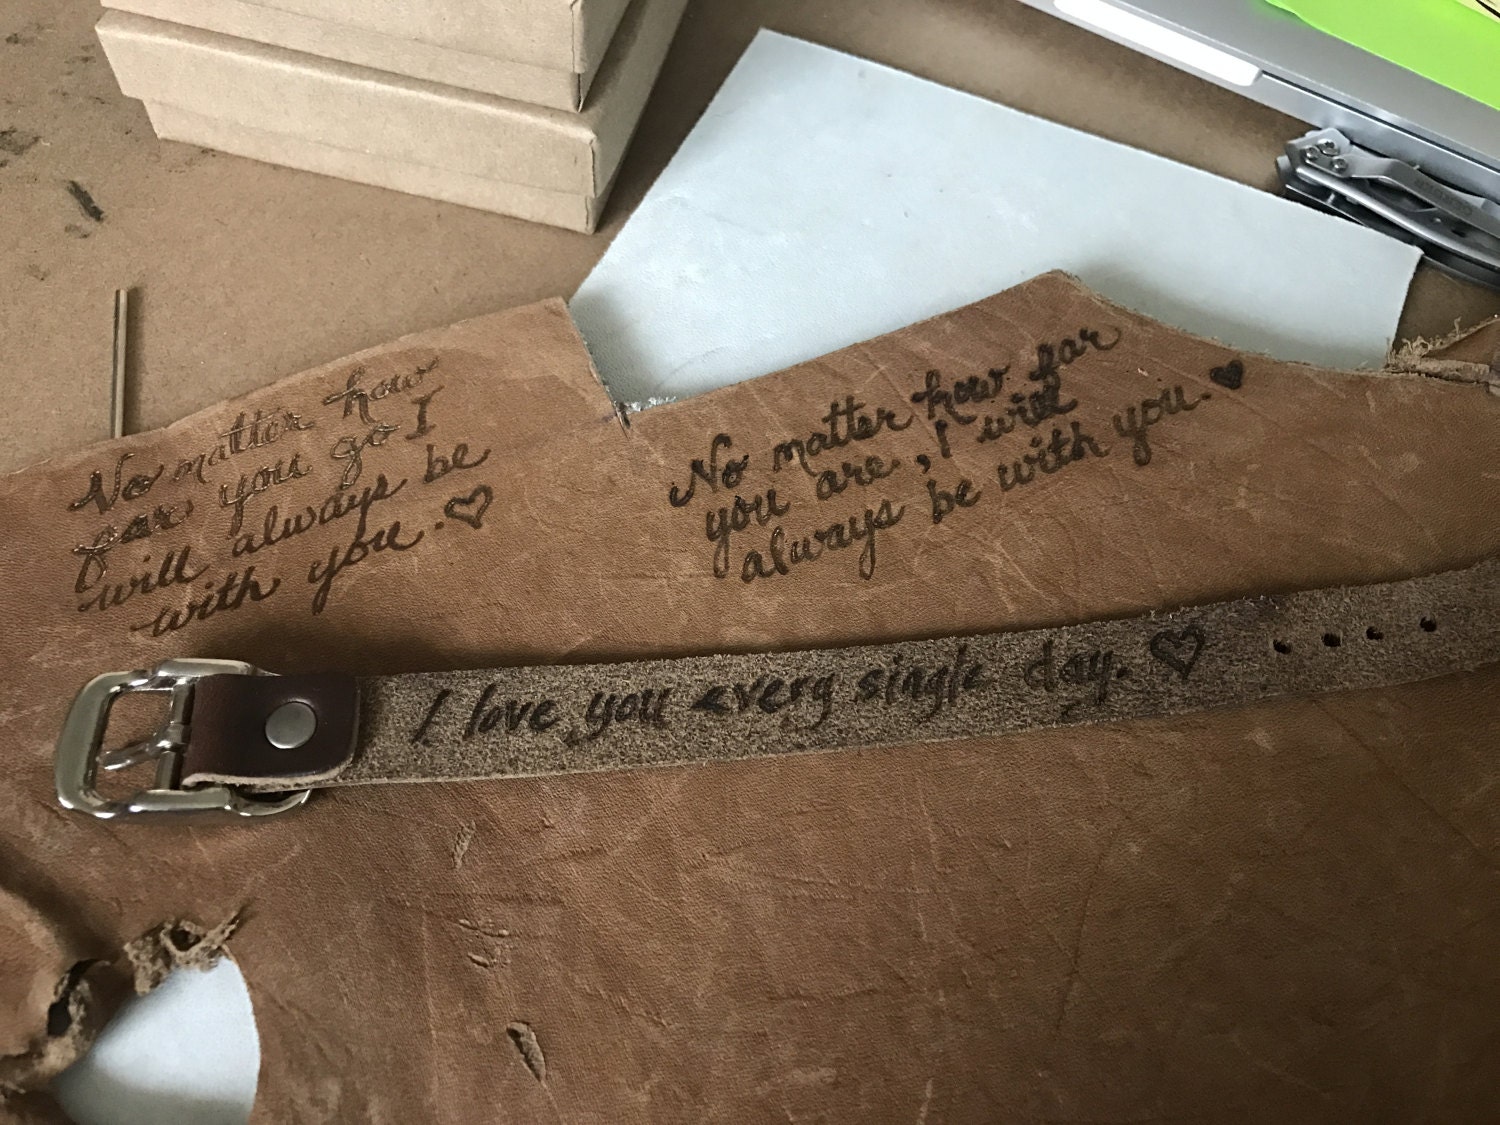 No matter how
far you go I
will always be
with you. ♡
No matter how far
you are, I will
always be with you. ♥
I love you every single day. ♡